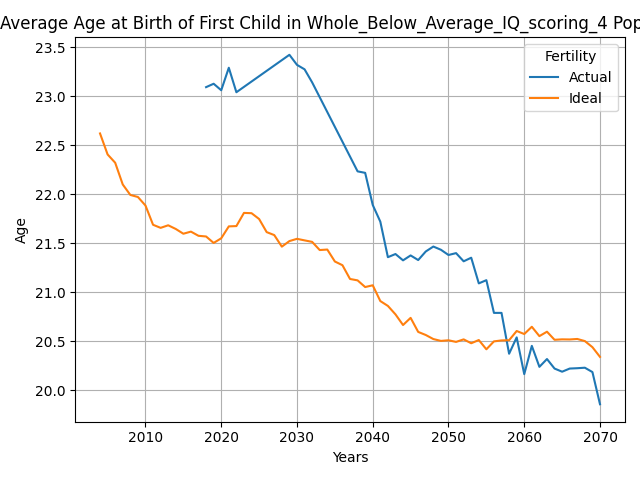 Average Age at Birth of First Child in Whole_Below_Average_IQ_scoring_4 Pop
Fertility
Actual
Ideal
23.5
23.0
22.5
22.0
21.5
21.0
20.5
20.0
Age
2010 2020 2030 2040 2050 2060 2070
Years